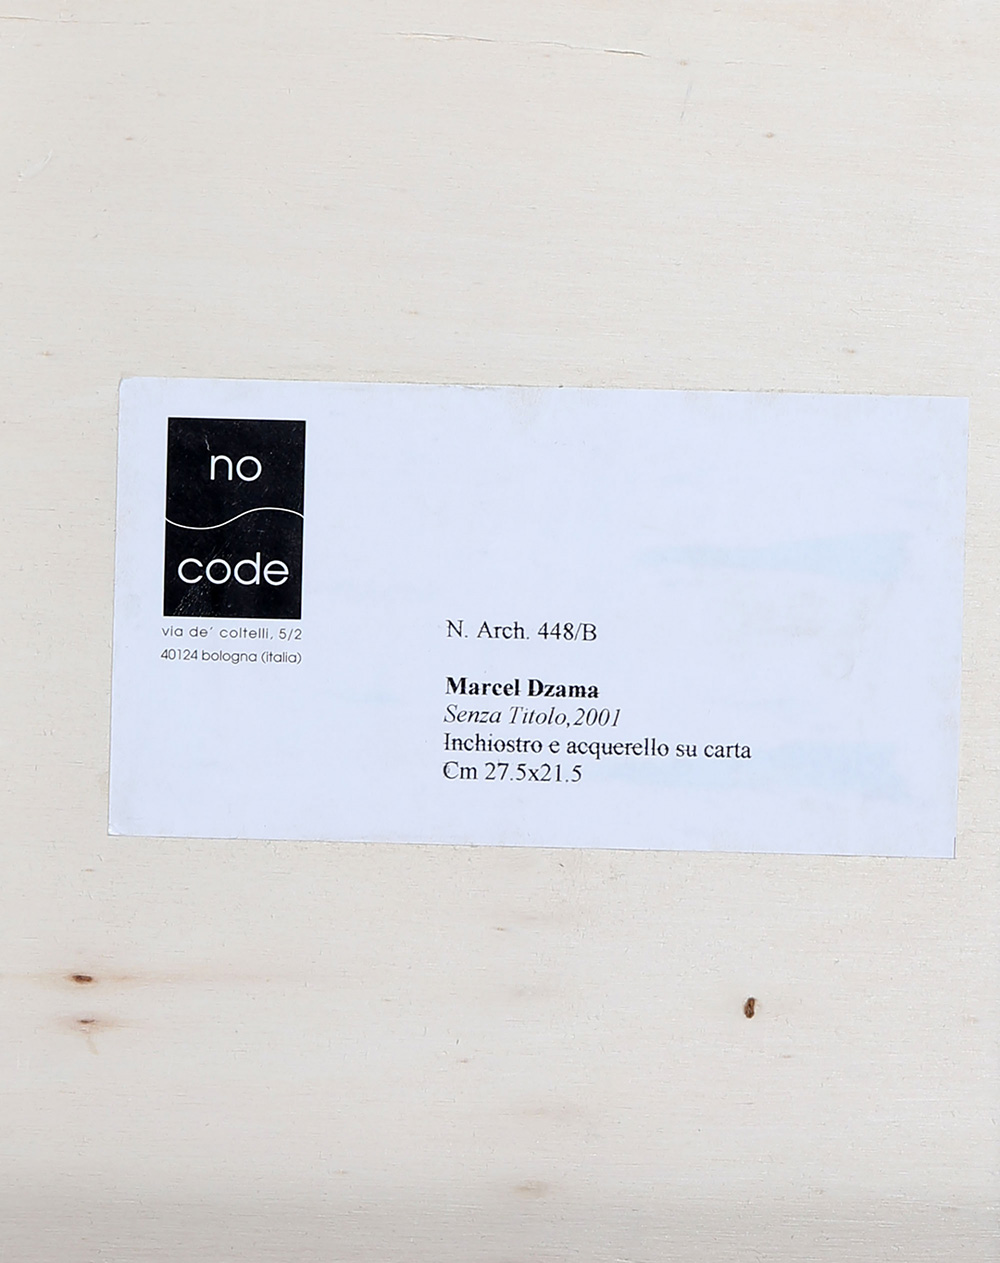 no
code
via de' coltelli, 5/2
40124 bologna (italia)
N. Arch. 448/B
Marcel Dzama
Senza Titolo,2001
Inchiostro e acquerello su carta
Cm 27.5x21.5